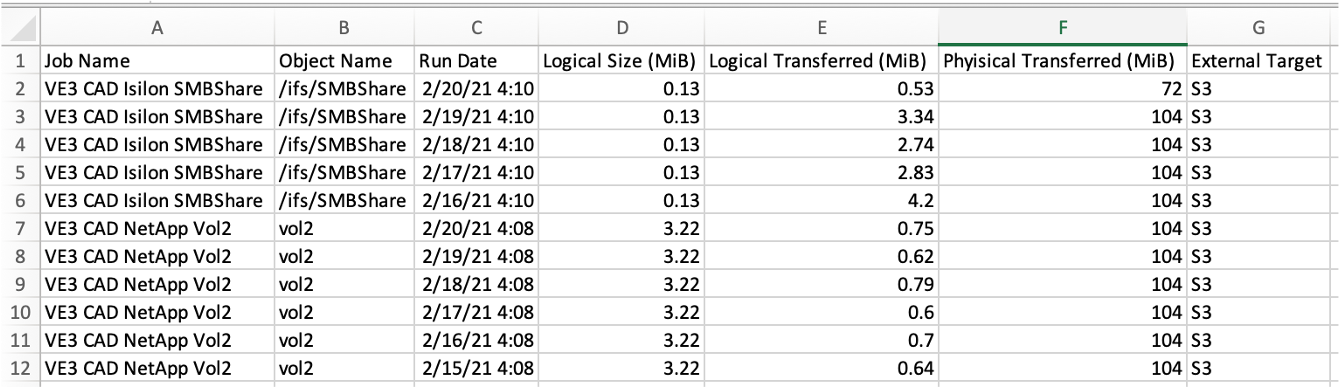 A B C D E F G
1 Job Name Object Name Run Date Logical Size (MiB) Logical Transferred (MiB) Phyisical Transferred (MiB) External Target
2 VE3 CAD Isilon SMBShare /ifs/SMBShare 2/20/21 4:10 0.13 0.53 72 S3
3 VE3 CAD Isilon SMBShare /ifs/SMBShare 2/19/21 4:10 0.13 3.34 104 S3
4 VE3 CAD Isilon SMBShare /ifs/SMBShare 2/18/21 4:10 0.13 2.74 104 S3
5 VE3 CAD Isilon SMBShare /ifs/SMBShare 2/17/21 4:10 0.13 2.83 104 S3
6 VE3 CAD Isilon SMBShare /ifs/SMBShare 2/16/21 4:10 0.13 4.2 104 S3
7 VE3 CAD NetApp Vol2 vol2 2/20/21 4:08 3.22 0.75 104 S3
8 VE3 CAD NetApp Vol2 vol2 2/19/21 4:08 3.22 0.62 104 S3
9 VE3 CAD NetApp Vol2 vol2 2/18/21 4:08 3.22 0.79 104 S3
10 VE3 CAD NetApp Vol2 vol2 2/17/21 4:08 3.22 0.6 104 S3
11 VE3 CAD NetApp Vol2 vol2 2/16/21 4:08 3.22 0.7 104 S3
12 VE3 CAD NetApp Vol2 vol2 2/15/21 4:08 3.22 0.64 104 S3